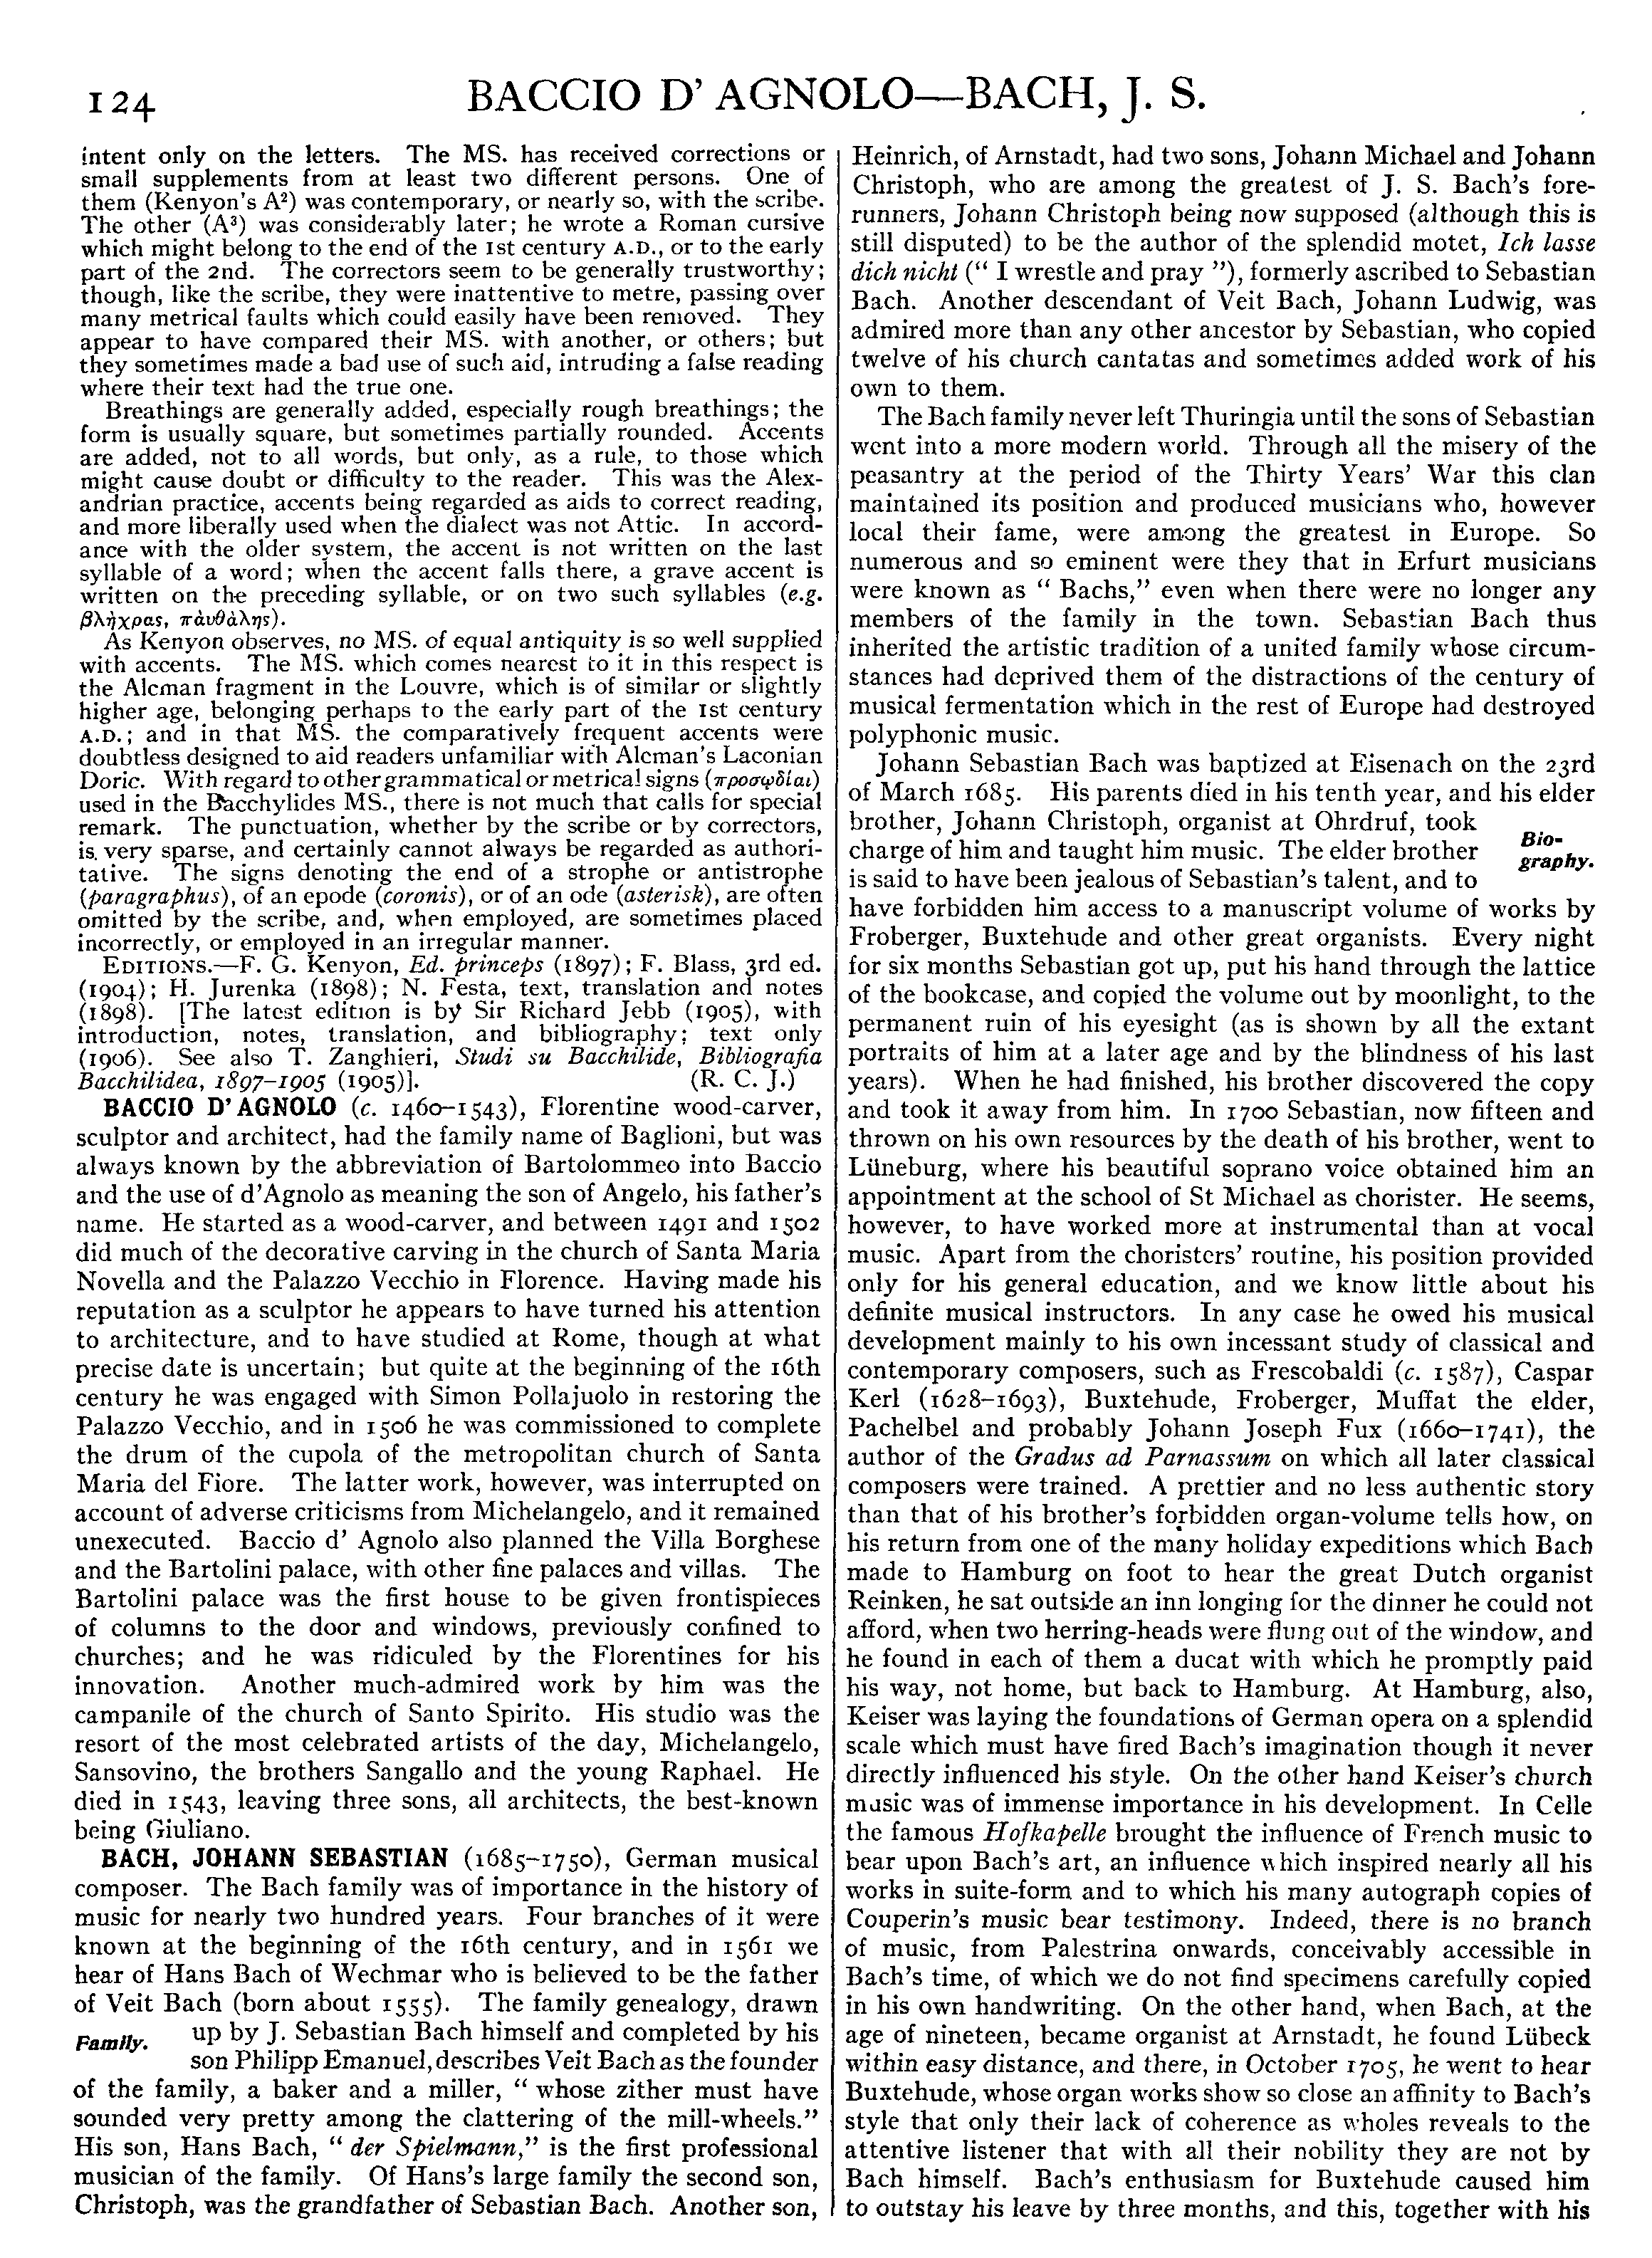 124
BACCIO D' AGNOLO—BACH, J. S.
intent only on the letters. The MS. has received corrections or
small supplements from at least two different persons. One of
them (Kenyon's A²) was contemporary, or nearly so, with the scribe.
The other (A³) was considerably later; he wrote a Roman cursive
which might belong to the end of the 1st century A.D., or to the early
part of the 2nd. The correctors seem to be generally trustworthy;
though, like the scribe, they were inattentive to metre, passing over
many metrical faults which could easily have been removed. They
appear to have compared their MS. with another, or others; but
they sometimes made a bad use of such aid, intruding a false reading
where their text had the true one.
Breathings are generally added, especially rough breathings; the
form is usually square, but sometimes partially rounded. Accents
are added, not to all words, but only, as a rule, to those which
might cause doubt or difficulty to the reader. This was the Alex-
andrian practice, accents being regarded as aids to correct reading,
and more liberally used when the dialect was not Attic. In accord-
ance with the older system, the accent is not written on the last
syllable of a word; when the accent falls there, a grave accent is
written on the preceding syllable, or on two such syllables (e.g.
βλὴχρας, πὰνθὰλης).
As Kenyon observes, no MS. of equal antiquity is so well supplied
with accents. The MS. which comes nearest to it in this respect is
the Alcman fragment in the Louvre, which is of similar or slightly
higher age, belonging perhaps to the early part of the 1st century
A.D.; and in that MS. the comparatively frequent accents were
doubtless designed to aid readers unfamiliar with Alcman's Laconian
Doric. With regard to other grammatical or metrical signs (προσῳδίαι)
used in the Bacchylides MS., there is not much that calls for special
remark. The punctuation, whether by the scribe or by correctors,
is very sparse, and certainly cannot always be regarded as authori-
tative. The signs denoting the end of a strophe or antistrophe
(paragraphus), of an epode (coronis), or of an ode (asterisk), are often
omitted by the scribe, and, when employed, are sometimes placed
incorrectly, or employed in an irregular manner.
EDITIONS.—F. G. Kenyon, Ed. princeps (1897); F. Blass, 3rd ed.
(1904); H. Jurenka (1898); N. Festa, text, translation and notes
(1898). [The latest edition is by Sir Richard Jebb (1905), with
introduction, notes, translation, and bibliography; text only
(1906). See also T. Zanghieri, Studi su Bacchilide, Bibliografia
Bacchilidea, 1897-1905 (1905)]. (R. C. J.)
BACCIO D'AGNOLO (c. 1460-1543), Florentine wood-carver,
sculptor and architect, had the family name of Baglioni, but was
always known by the abbreviation of Bartolommeo into Baccio
and the use of d'Agnolo as meaning the son of Angelo, his father's
name. He started as a wood-carver, and between 1491 and 1502
did much of the decorative carving in the church of Santa Maria
Novella and the Palazzo Vecchio in Florence. Having made his
reputation as a sculptor he appears to have turned his attention
to architecture, and to have studied at Rome, though at what
precise date is uncertain; but quite at the beginning of the 16th
century he was engaged with Simon Pollajuolo in restoring the
Palazzo Vecchio, and in 1506 he was commissioned to complete
the drum of the cupola of the metropolitan church of Santa
Maria del Fiore. The latter work, however, was interrupted on
account of adverse criticisms from Michelangelo, and it remained
unexecuted. Baccio d' Agnolo also planned the Villa Borghese
and the Bartolini palace, with other fine palaces and villas. The
Bartolini palace was the first house to be given frontispieces
of columns to the door and windows, previously confined to
churches; and he was ridiculed by the Florentines for his
innovation. Another much-admired work by him was the
campanile of the church of Santo Spirito. His studio was the
resort of the most celebrated artists of the day, Michelangelo,
Sansovino, the brothers Sangallo and the young Raphael. He
died in 1543, leaving three sons, all architects, the best-known
being Giuliano.
BACH, JOHANN SEBASTIAN (1685-1750), German musical
composer. The Bach family was of importance in the history of
music for nearly two hundred years. Four branches of it were
known at the beginning of the 16th century, and in 1561 we
hear of Hans Bach of Wechmar who is believed to be the father
of Veit Bach (born about 1555). The family genealogy, drawn
Family.
up by J. Sebastian Bach himself and completed by his
son Philipp Emanuel, describes Veit Bach as the founder
of the family, a baker and a miller, " whose zither must have
sounded very pretty among the clattering of the mill-wheels."
His son, Hans Bach, " der Spielmann," is the first professional
musician of the family. Of Hans's large family the second son,
Christoph, was the grandfather of Sebastian Bach. Another son,
Heinrich, of Arnstadt, had two sons, Johann Michael and Johann
Christoph, who are among the greatest of J. S. Bach's fore-
runners, Johann Christoph being now supposed (although this is
still disputed) to be the author of the splendid motet, Ich lasse
dich nicht (" I wrestle and pray "), formerly ascribed to Sebastian
Bach. Another descendant of Veit Bach, Johann Ludwig, was
admired more than any other ancestor by Sebastian, who copied
twelve of his church cantatas and sometimes added work of his
own to them.
The Bach family never left Thuringia until the sons of Sebastian
went into a more modern world. Through all the misery of the
peasantry at the period of the Thirty Years' War this clan
maintained its position and produced musicians who, however
local their fame, were among the greatest in Europe. So
numerous and so eminent were they that in Erfurt musicians
were known as " Bachs," even when there were no longer any
members of the family in the town. Sebastian Bach thus
inherited the artistic tradition of a united family whose circum-
stances had deprived them of the distractions of the century of
musical fermentation which in the rest of Europe had destroyed
polyphonic music.
Johann Sebastian Bach was baptized at Eisenach on the 23rd
of March 1685. His parents died in his tenth year, and his elder
brother, Johann Christoph, organist at Ohrdruf, took
charge of him and taught him music. The elder brother
is said to have been jealous of Sebastian's talent, and to
Bio-
graphy.
have forbidden him access to a manuscript volume of works by
Froberger, Buxtehude and other great organists. Every night
for six months Sebastian got up, put his hand through the lattice
of the bookcase, and copied the volume out by moonlight, to the
permanent ruin of his eyesight (as is shown by all the extant
portraits of him at a later age and by the blindness of his last
years). When he had finished, his brother discovered the copy
and took it away from him. In 1700 Sebastian, now fifteen and
thrown on his own resources by the death of his brother, went to
Lüneburg, where his beautiful soprano voice obtained him an
appointment at the school of St Michael as chorister. He seems,
however, to have worked more at instrumental than at vocal
music. Apart from the choristers' routine, his position provided
only for his general education, and we know little about his
definite musical instructors. In any case he owed his musical
development mainly to his own incessant study of classical and
contemporary composers, such as Frescobaldi (c. 1587), Caspar
Kerl (1628-1693), Buxtehude, Froberger, Muffat the elder,
Pachelbel and probably Johann Joseph Fux (1660-1741), the
author of the Gradus ad Parnassum on which all later classical
composers were trained. A prettier and no less authentic story
than that of his brother's forbidden organ-volume tells how, on
his return from one of the many holiday expeditions which Bach
made to Hamburg on foot to hear the great Dutch organist
Reinken, he sat outside an inn longing for the dinner he could not
afford, when two herring-heads were flung out of the window, and
he found in each of them a ducat with which he promptly paid
his way, not home, but back to Hamburg. At Hamburg, also,
Keiser was laying the foundations of German opera on a splendid
scale which must have fired Bach's imagination though it never
directly influenced his style. On the other hand Keiser's church
music was of immense importance in his development. In Celle
the famous Hofkapelle brought the influence of French music to
bear upon Bach's art, an influence which inspired nearly all his
works in suite-form and to which his many autograph copies of
Couperin's music bear testimony. Indeed, there is no branch
of music, from Palestrina onwards, conceivably accessible in
Bach's time, of which we do not find specimens carefully copied
in his own handwriting. On the other hand, when Bach, at the
age of nineteen, became organist at Arnstadt, he found Lübeck
within easy distance, and there, in October 1705, he went to hear
Buxtehude, whose organ works show so close an affinity to Bach's
style that only their lack of coherence as wholes reveals to the
attentive listener that with all their nobility they are not by
Bach himself. Bach's enthusiasm for Buxtehude caused him
to outstay his leave by three months, and this, together with his